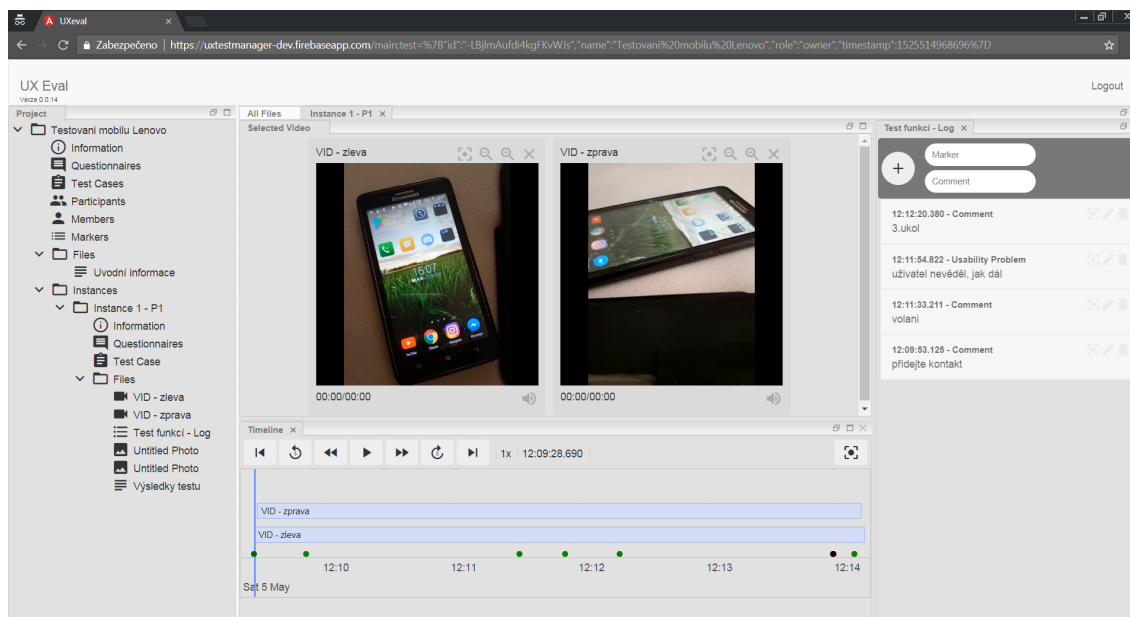 UXeval
Zabezpečeno | https://uxtestmanager-dev.firebaseapp.com/main;test=%7B"id":"-LBjlmAufdi4kgFKvWJs","name":"Testovani%20mobilu%20Lenovo","role":"owner","timestamp":1525514968696%7D
UX Eval
Verze 0.0.14
Logout
Project
Testovani mobilu Lenovo
Information
Questionnaires
Test Cases
Participants
Members
Markers
Files
Uvodní informace
Instances
Instance 1 - P1
Information
Questionnaires
Test Case
Files
VID - zleva
VID - zprava
Test funkcí - Log
Untitled Photo
Untitled Photo
Výsledky testu
All Files
Instance 1 - P1
Selected Video
VID - zleva
15:07
00:00/00:00
VID - zprava
00:00/00:00
Timeline
1x
12:09:28.690
VID - zprava
VID - zleva
12:10
12:11
12:12
12:13
12:14
Sat 5 May
Test funkcí - Log
Marker
Comment
12:12:20.380 - Comment
3.ukol
12:11:54.822 - Usability Problem
uživatel nevěděl, jak dál
12:11:33.211 - Comment
volani
12:09:53.125 - Comment
přidejte kontakt